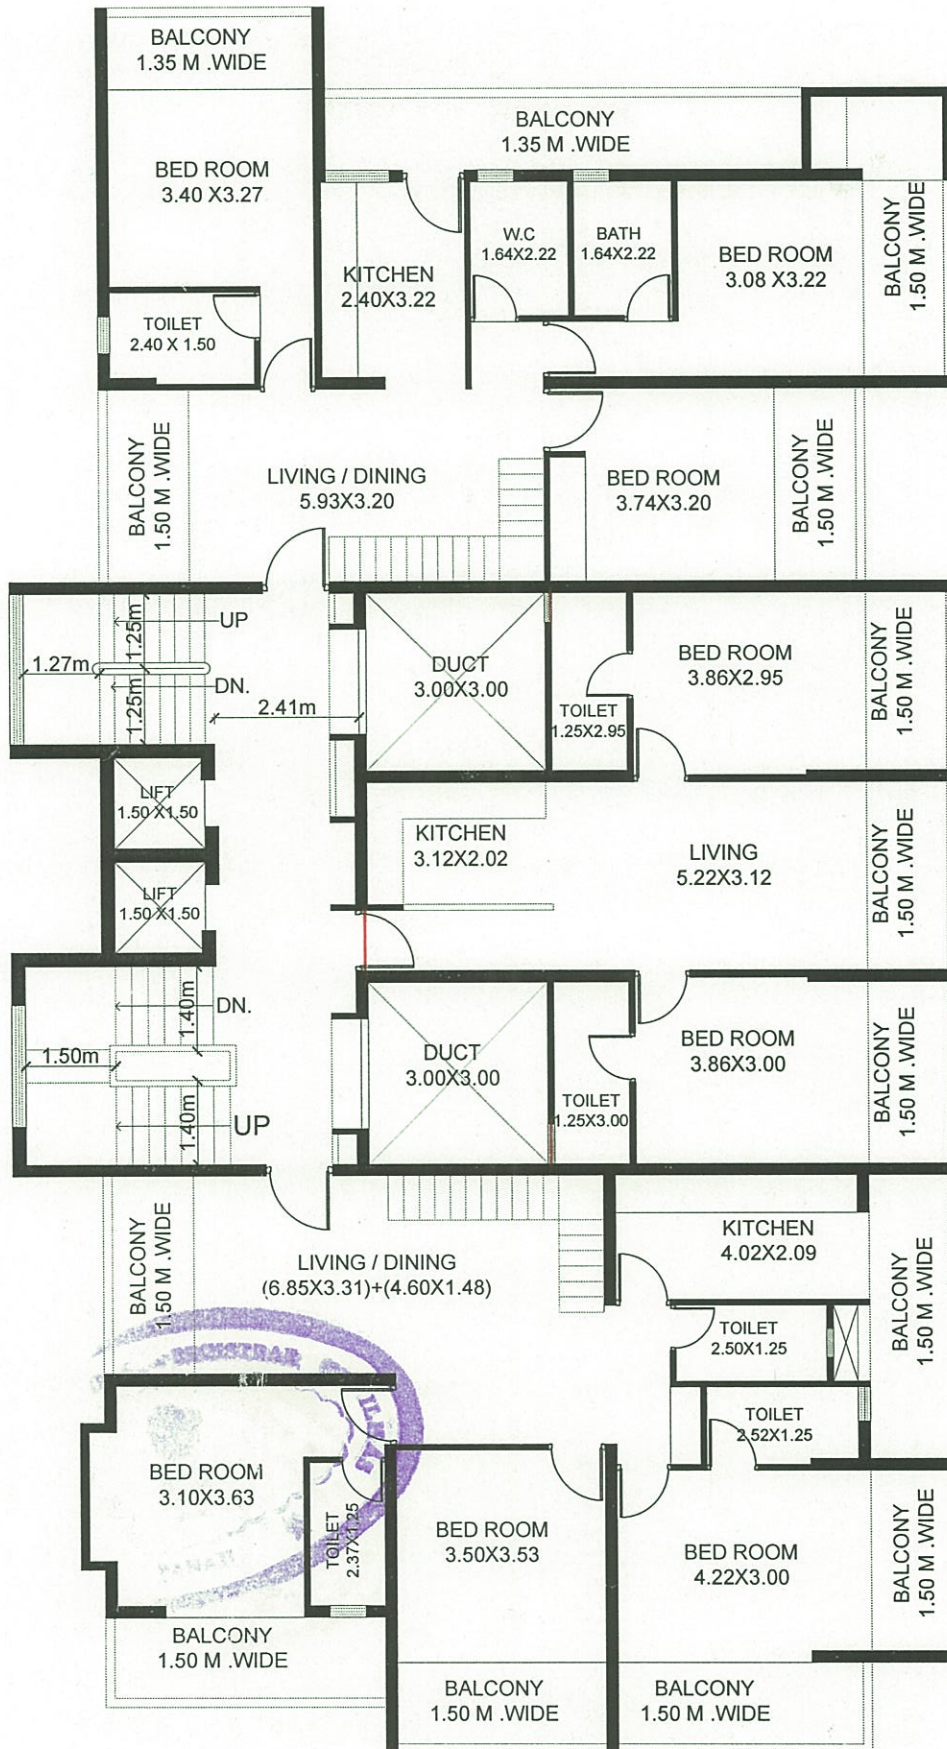 BALCONY
1.35 M .WIDE
BED ROOM
3.40 X3.27
BALCONY
1.35 M .WIDE
TOILET
2.40 X 1.50
KITCHEN
2.40X3.22
W.C
1.64X2.22
BATH
1.64X2.22
BED ROOM
3.08 X3.22
BALCONY
1.50 M .WIDE
BALCONY
1.50 M .WIDE
LIVING / DINING
5.93X3.20
BED ROOM
3.74X3.20
BALCONY
1.50 M .WIDE
UP
1.25m
1.27m
DN.
1.25m
2.41m
DUCT
3.00X3.00
TOILET
1.25X2.95
BED ROOM
3.86X2.95
BALCONY
1.50 M .WIDE
LIFT
1.50 X1.50
KITCHEN
3.12X2.02
LIVING
5.22X3.12
BALCONY
1.50 M .WIDE
LIFT
1.50 X1.50
DN.
1.40m
1.50m
1.40m
UP
DUCT
3.00X3.00
TOILET
1.25X3.00
BED ROOM
3.86X3.00
BALCONY
1.50 M .WIDE
BALCONY
1.50 M .WIDE
LIVING / DINING
(6.85X3.31)+(4.60X1.48)
KITCHEN
4.02X2.09
BALCONY
1.50 M .WIDE
TOILET
2.50X1.25
TOILET
2.52X1.25
REGISTRAR
BED ROOM
3.10X3.63
TOILET
2.37X1.25
BED ROOM
3.50X3.53
BED ROOM
4.22X3.00
BALCONY
1.50 M .WIDE
BALCONY
1.50 M .WIDE
BALCONY
1.50 M .WIDE
BALCONY
1.50 M .WIDE